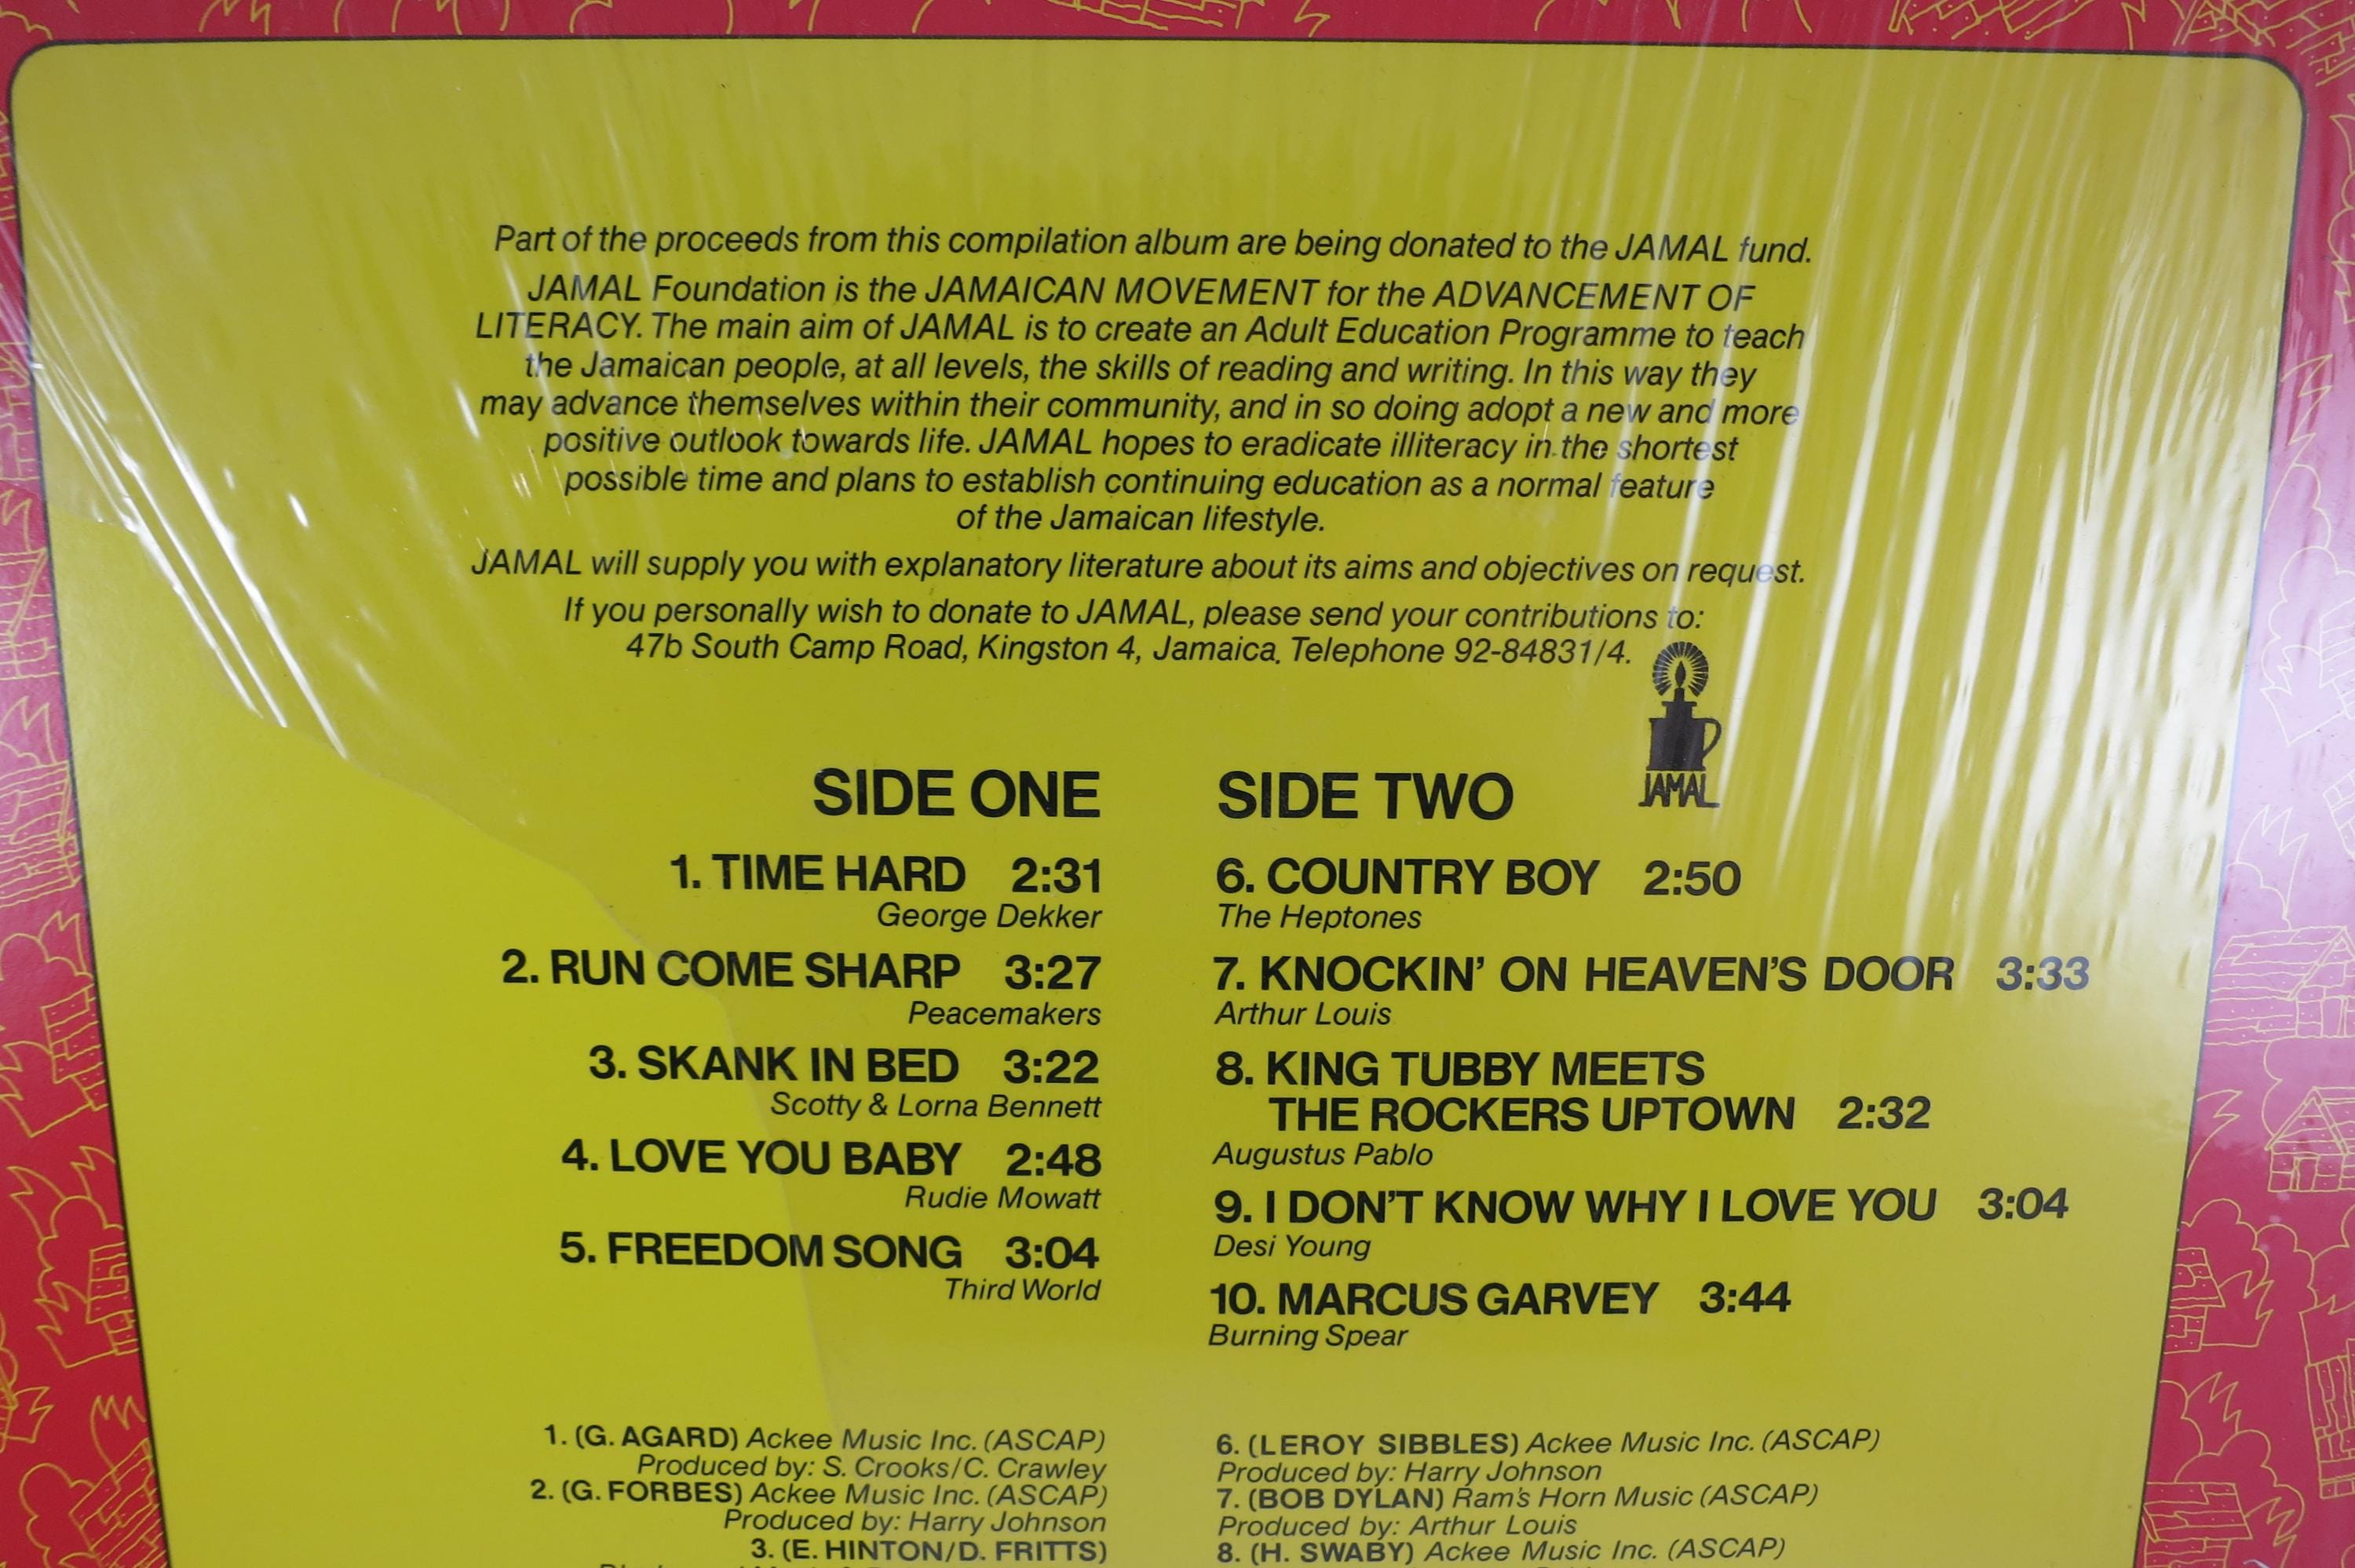 Part of the proceeds from this compilation album are being donated to the JAMAL fund.
JAMAL Foundation is the JAMAICAN MOVEMENT for the ADVANCEMENT OF
LITERACY. The main aim of JAMAL is to create an Adult Education Programme to teach
the Jamaican people, at all levels, the skills of reading and writing. In this way they
may advance themselves within their community, and in so doing adopt a new and more
positive outlook towards life. JAMAL hopes to eradicate illiteracy in the shortest
possible time and plans to establish continuing education as a normal feature
of the Jamaican lifestyle.
JAMAL will supply you with explanatory literature about its aims and objectives on request.
If you personally wish to donate to JAMAL, please send your contributions to:
47b South Camp Road, Kingston 4, Jamaica. Telephone 92-84831/4.
JAMAL
SIDE ONE
1. TIME HARD 2:31
George Dekker
2. RUN COME SHARP 3:27
Peacemakers
3. SKANK IN BED 3:22
Scotty & Lorna Bennett
4. LOVE YOU BABY 2:48
Rudie Mowatt
5. FREEDOM SONG 3:04
Third World
SIDE TWO
6. COUNTRY BOY 2:50
The Heptones
7. KNOCKIN' ON HEAVEN'S DOOR 3:33
Arthur Louis
8. KING TUBBY MEETS
THE ROCKERS UPTOWN 2:32
Augustus Pablo
9. I DON'T KNOW WHY I LOVE YOU 3:04
Desi Young
10. MARCUS GARVEY 3:44
Burning Spear
1. (G. AGARD) Ackee Music Inc. (ASCAP)
Produced by: S. Crooks/C. Crawley
2. (G. FORBES) Ackee Music Inc. (ASCAP)
Produced by: Harry Johnson
3. (E. HINTON/D. FRITTS)
6. (LEROY SIBBLES) Ackee Music Inc. (ASCAP)
Produced by: Harry Johnson
7. (BOB DYLAN) Ram's Horn Music (ASCAP)
Produced by: Arthur Louis
8. (H. SWABY) Ackee Music Inc. (ASCAP)